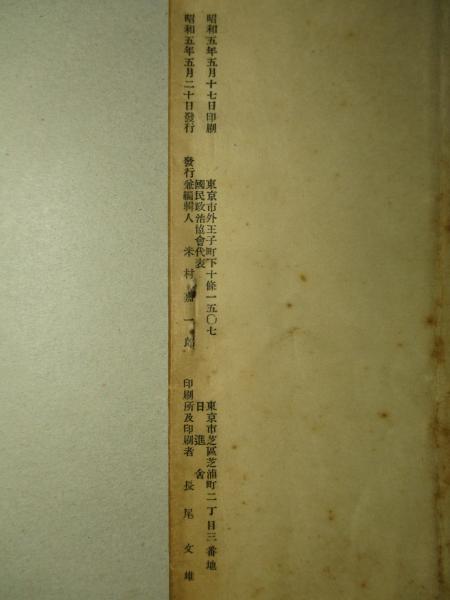 昭和五年五月十七日印刷
昭和五年五月二十日發行
東京市外王子町下十條一五〇七
國民政治協會代表
發行兼編輯人 米村嘉一郎
東京市芝區芝浦町二丁目三番地
日進舍
印刷所及印刷者 長尾文雄